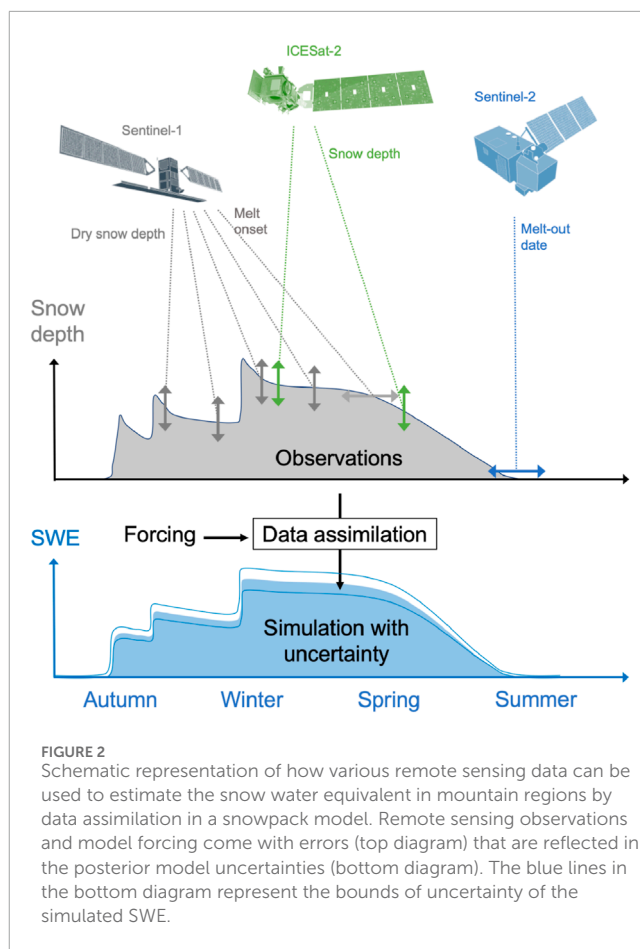 ICESat-2
Sentinel-2
Sentinel-1
Snow depth
Melt
onset
Dry snow depth
Melt-out
date
Snow
depth
Observations
Forcing
Data assimilation
SWE
Simulation with
uncertainty
Autumn Winter Spring Summer
FIGURE 2
Schematic representation of how various remote sensing data can be
used to estimate the snow water equivalent in mountain regions by
data assimilation in a snowpack model. Remote sensing observations
and model forcing come with errors (top diagram) that are reflected in
the posterior model uncertainties (bottom diagram). The blue lines in
the bottom diagram represent the bounds of uncertainty of the
simulated SWE.